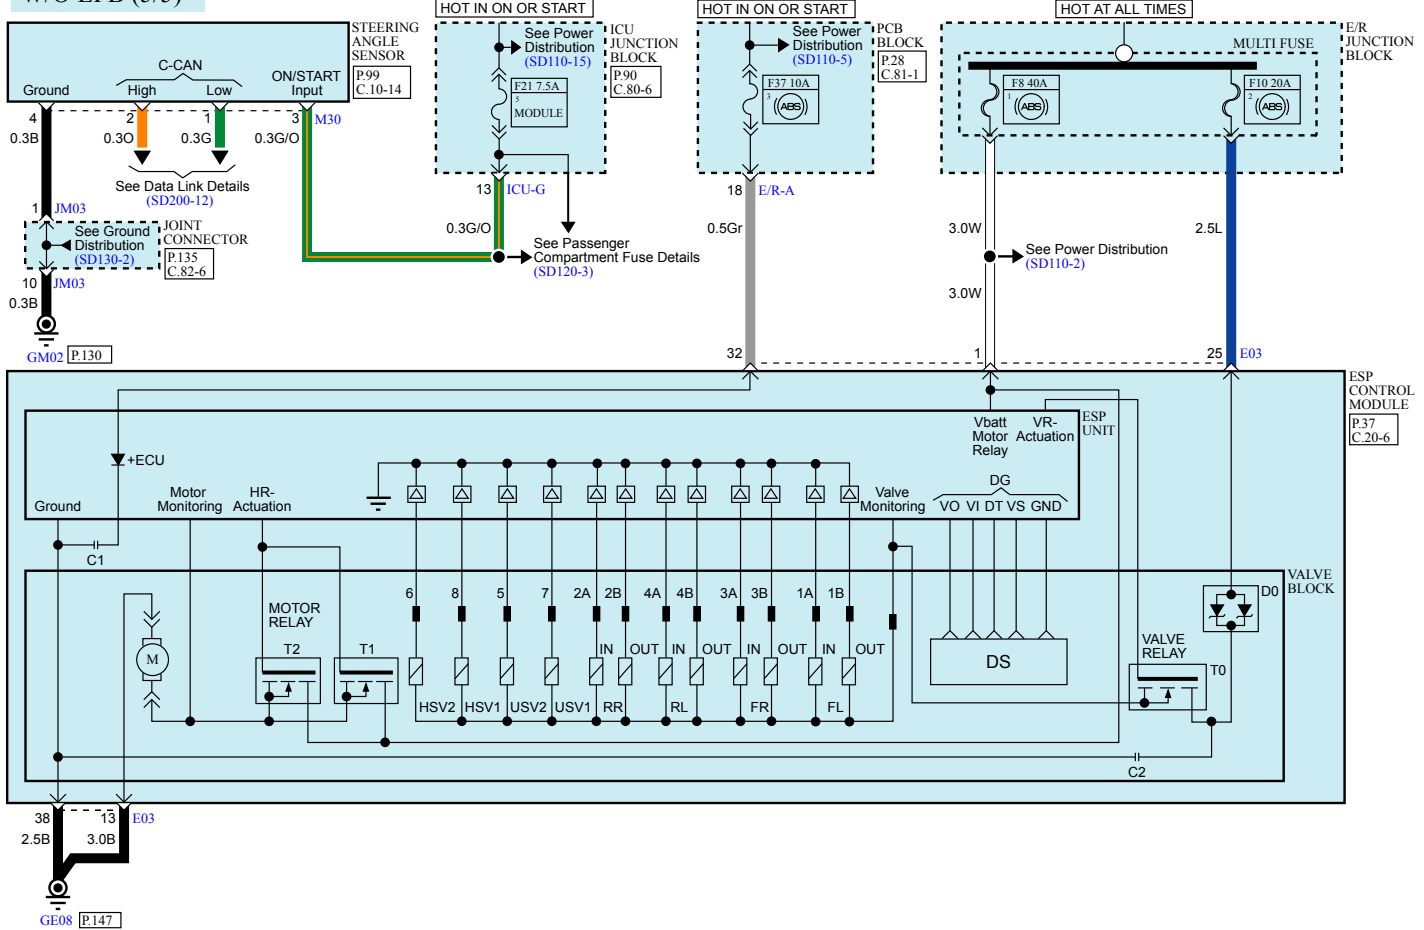 W/O EPB (3/3)
HOT IN ON OR START
HOT IN ON OR START
HOT AT ALL TIMES
STEERING
ANGLE
SENSOR
P.99
C.10-14
C-CAN
ON/START
Ground
High
Low
Input
4
2
1
3
M30
0.3B
0.3O
0.3G
0.3G/O
See Data Link Details
(SD200-12)
1
JM03
See Ground
Distribution
(SD130-2)
JOINT
CONNECTOR
P.135
C.82-6
10
JM03
0.3B
GM02
P.130
See Power
Distribution
(SD110-15)
F21 7.5A
5
MODULE
ICU
JUNCTION
BLOCK
P.90
C.80-6
13
ICU-G
0.3G/O
See Passenger
Compartment Fuse Details
(SD120-3)
See Power
Distribution
(SD110-5)
F37 10A
3
ABS
PCB
BLOCK
P.28
C.81-1
18
E/R-A
0.5Gr
32
MULTI FUSE
F8 40A
1
ABS
F10 20A
2
ABS
E/R
JUNCTION
BLOCK
3.0W
2.5L
See Power Distribution
(SD110-2)
3.0W
1
25
E03
ESP
CONTROL
MODULE
P.37
C.20-6
ESP
UNIT
Vbatt
Motor
Relay
VR-
Actuation
+ECU
Ground
Motor
Monitoring
HR-
Actuation
Valve
Monitoring
DG
VO VI DT VS GND
C1
VALVE
BLOCK
6
8
5
7
2A
2B
4A
4B
3A
3B
1A
1B
D0
MOTOR
RELAY
T2
T1
M
IN
OUT
IN
OUT
IN
OUT
IN
OUT
DS
VALVE
RELAY
T0
HSV2
HSV1
USV2
USV1
RR
RL
FR
FL
C2
38
13
E03
2.5B
3.0B
GE08
P.147